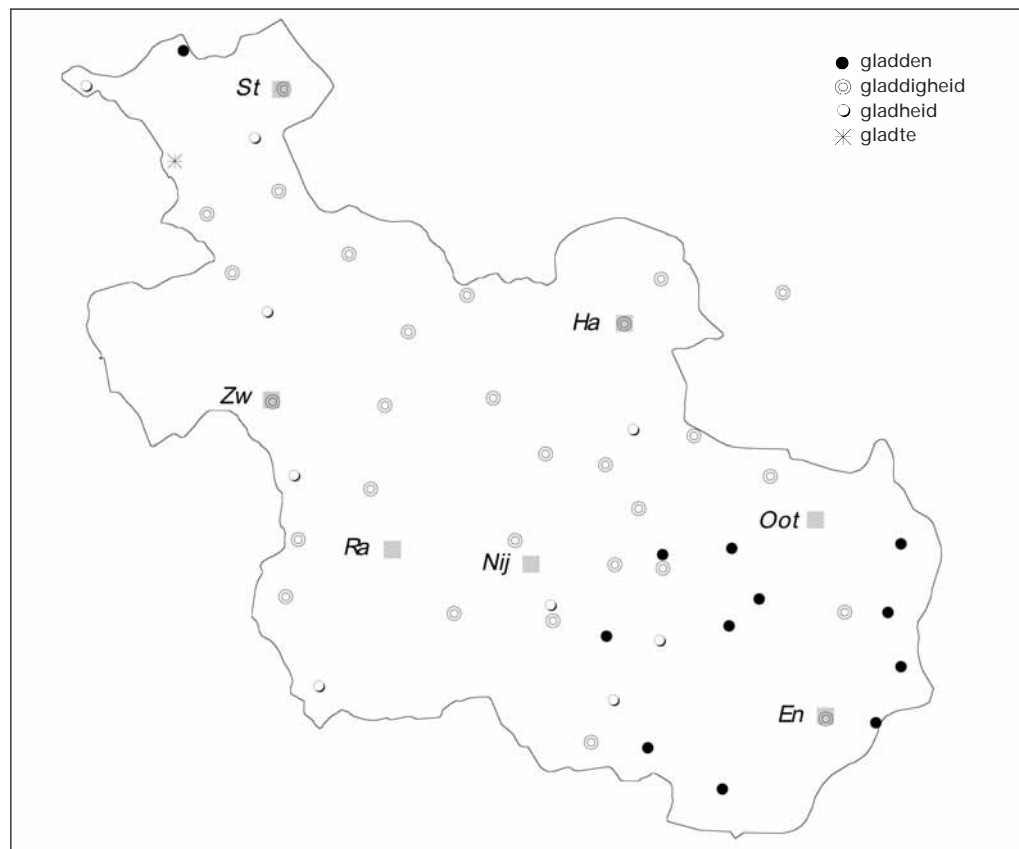 gladden
St
gladdigheid
gladheid
gladte
Ha
Zw
Oot
Ra
Nij
En